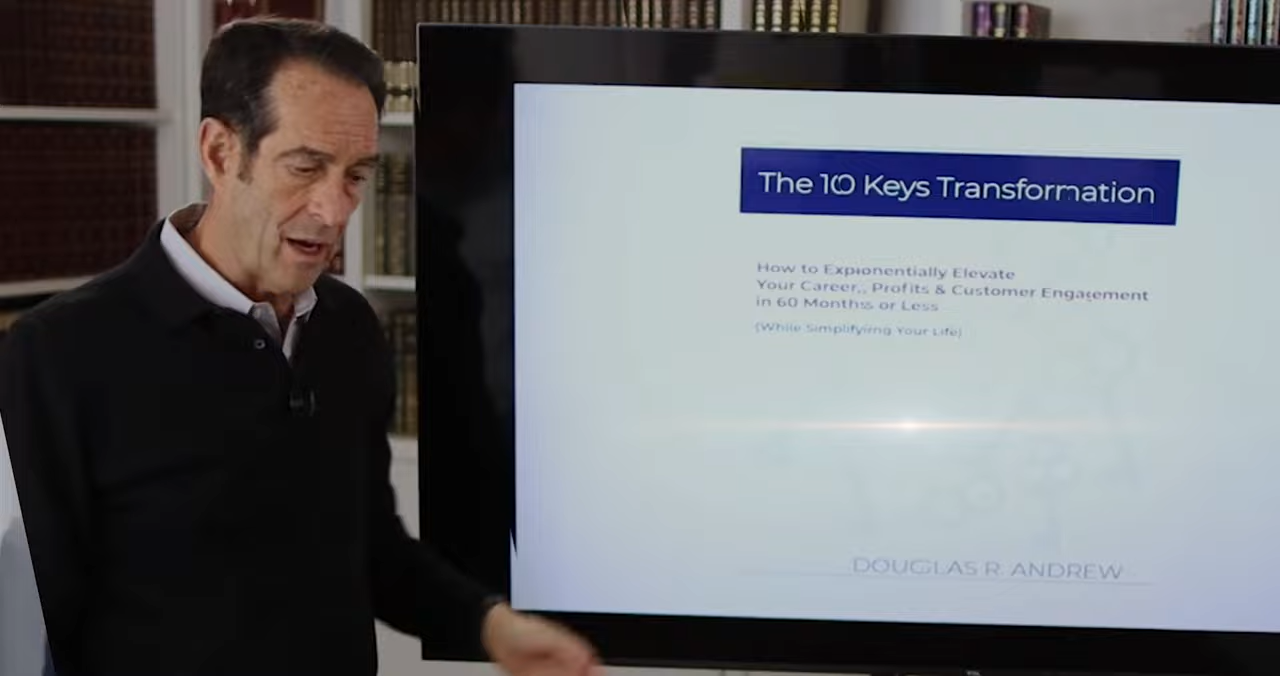 The 10 Keys Transformation
How to Expionentially Elevate
Your Career,. Profits & Customer Engagement
in 60 Months or Less
(While Simplifying Your Life)
DOUGLAS R. ANDREW